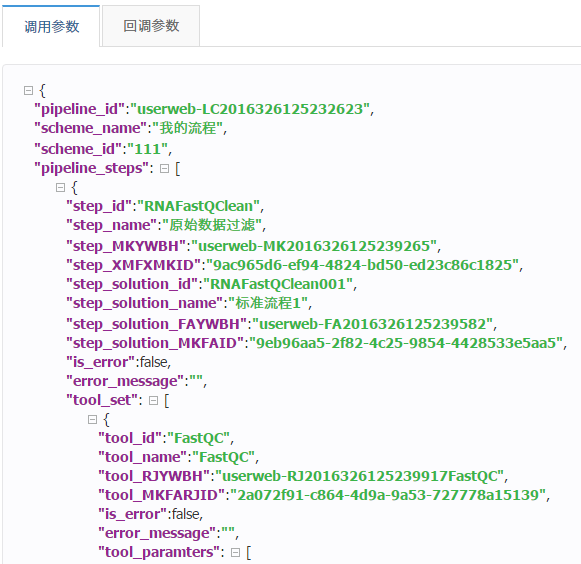 调用参数 回调参数
{
"pipeline_id":"userweb-LC2016326125232623",
"scheme_name":"我的流程",
"scheme_id":"111",
"pipeline_steps": [
{
"step_id":"RNAFastQClean",
"step_name":"原始数据过滤",
"step_MKYWBH":"userweb-MK2016326125239265",
"step_XMFXMKID":"9ac965d6-ef94-4824-bd50-ed23c86c1825",
"step_solution_id":"RNAFastQClean001",
"step_solution_name":"标准流程1",
"step_solution_FAYWBH":"userweb-FA2016326125239582",
"step_solution_MKFAID":"9eb96aa5-2f82-4c25-9854-4428533e5aa5",
"is_error":false,
"error_message":"",
"tool_set": [
{
"tool_id":"FastQC",
"tool_name":"FastQC",
"tool_RJYWBH":"userweb-RJ2016326125239917FastQC",
"tool_MKFARJID":"2a072f91-c864-4d9a-9a53-727778a15139",
"is_error":false,
"error_message":"",
"tool_paramters": [